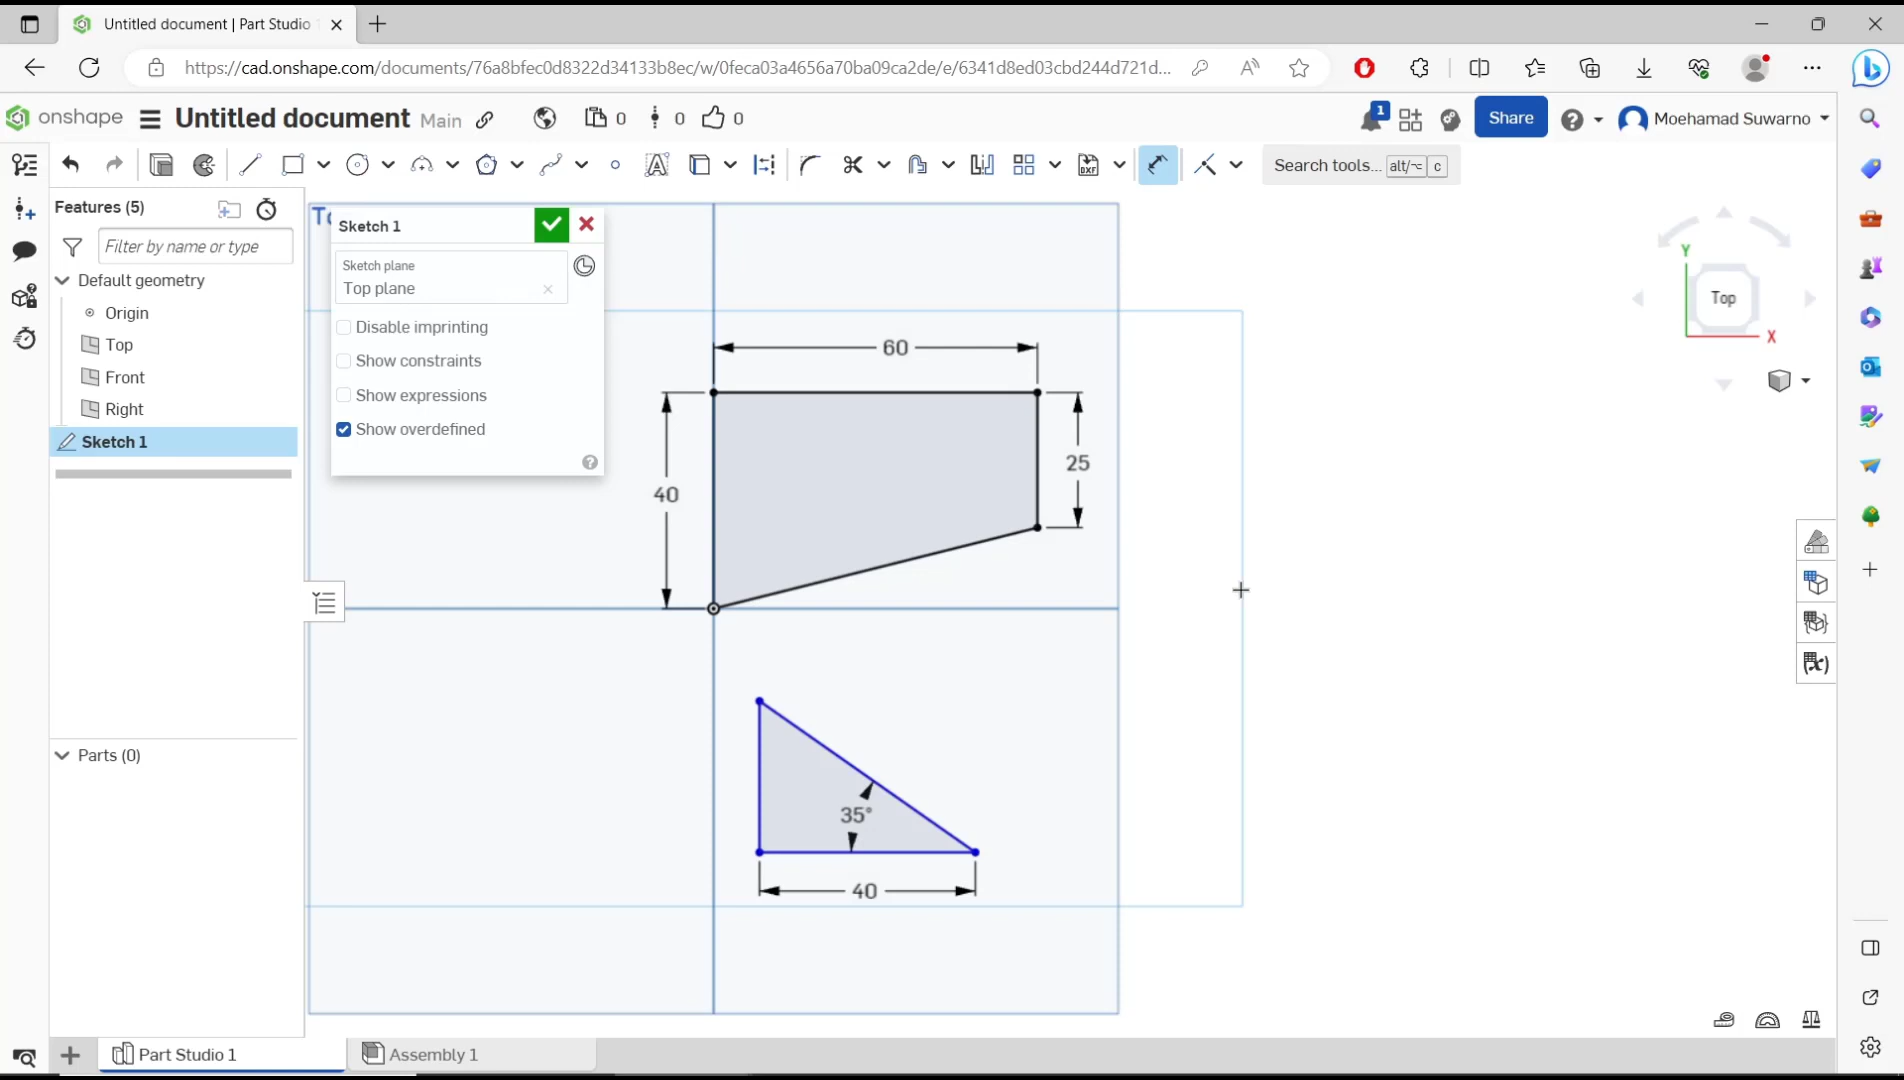 Untitled document | Part Studio
https://cad.onshape.com/documents/76a8bfec0d8322d34133b8ec/w/0feca03a4656a70ba09ca2de/e/6341d8ed03cbd244d721d...
onshape Untitled document Main 0 0 0 1 Share Moehamad Suwarno
Search tools... alt/⌥ c
Features (5)
Filter by name or type
Default geometry
Origin
Top
Front
Right
Sketch 1
Parts (0)
Sketch 1
Sketch plane
Top plane
Disable imprinting
Show constraints
Show expressions
Show overdefined
60
40
25
35°
40
Y
Top
X
Part Studio 1
Assembly 1